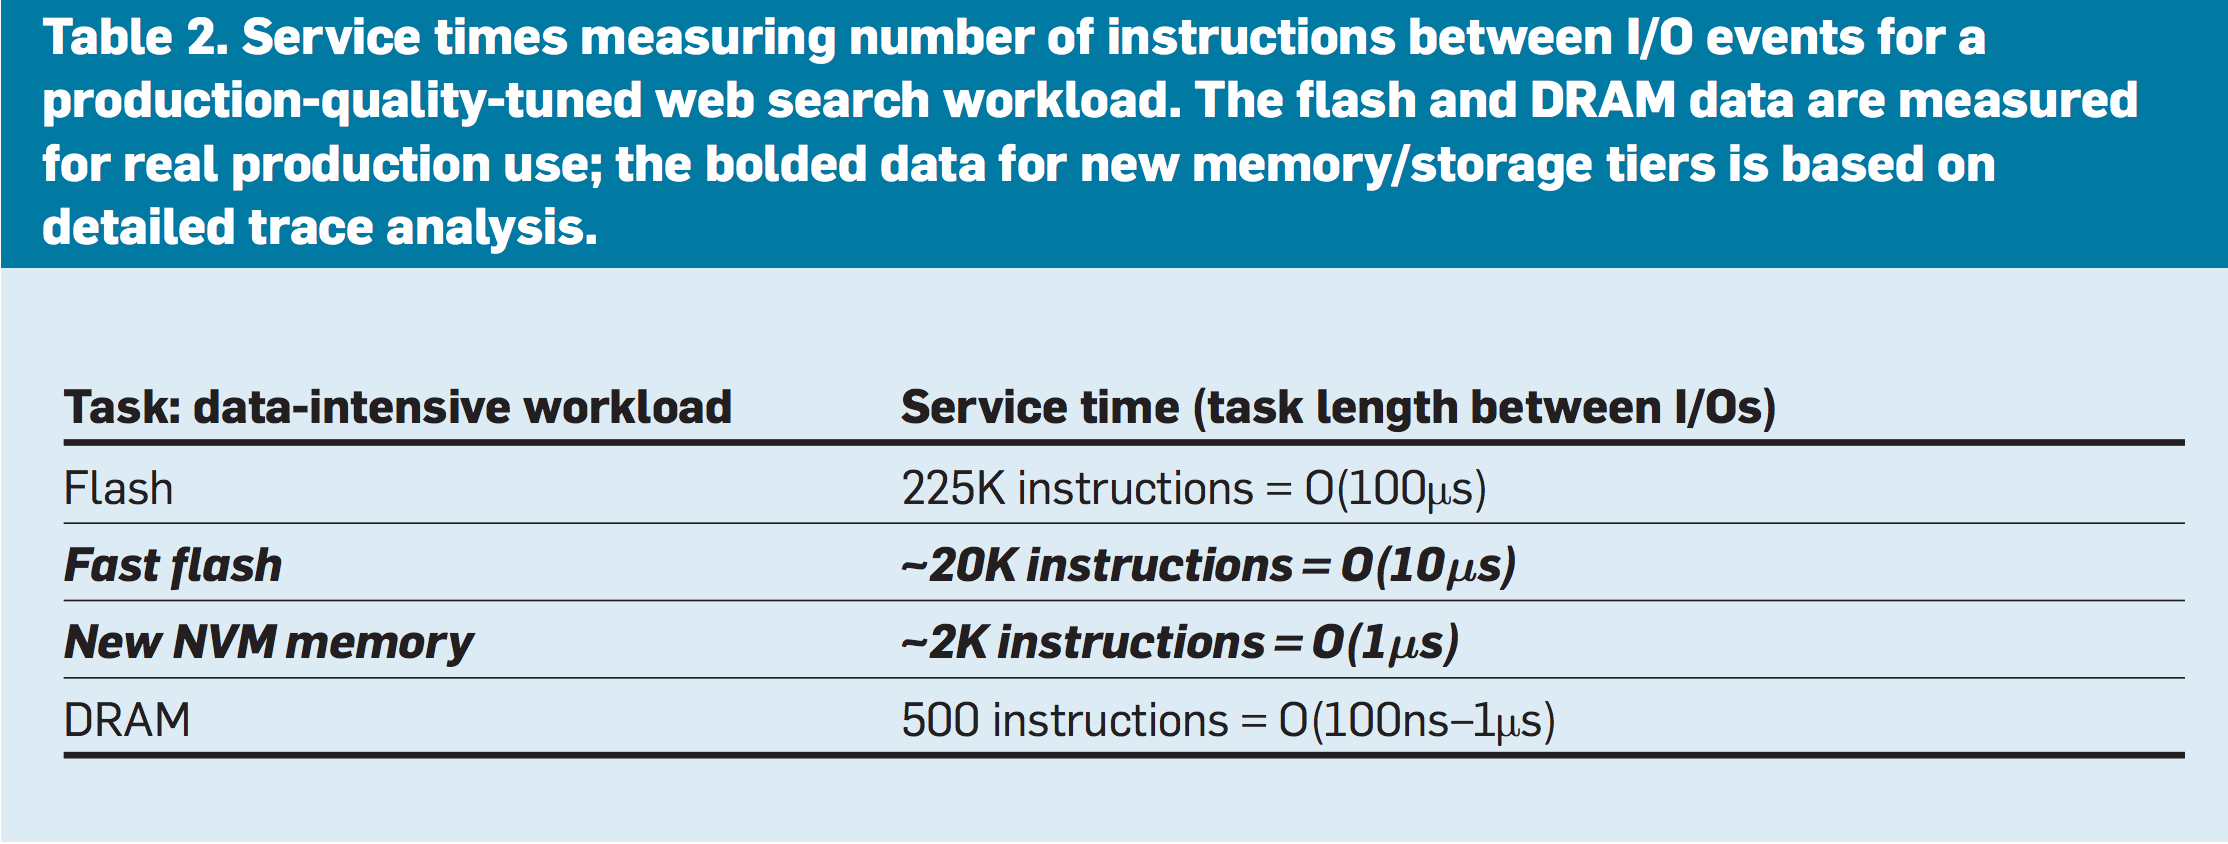 Table 2. Service times measuring number of instructions between I/O events for a
production-quality-tuned web search workload. The flash and DRAM data are measured
for real production use; the bolded data for new memory/storage tiers is based on
detailed trace analysis.
Task: data-intensive workload Service time (task length between I/Os)
Flash 225K instructions = O(100µs)
Fast flash ~20K instructions = O(10µs)
New NVM memory ~2K instructions = O(1µs)
DRAM 500 instructions = O(100ns–1µs)